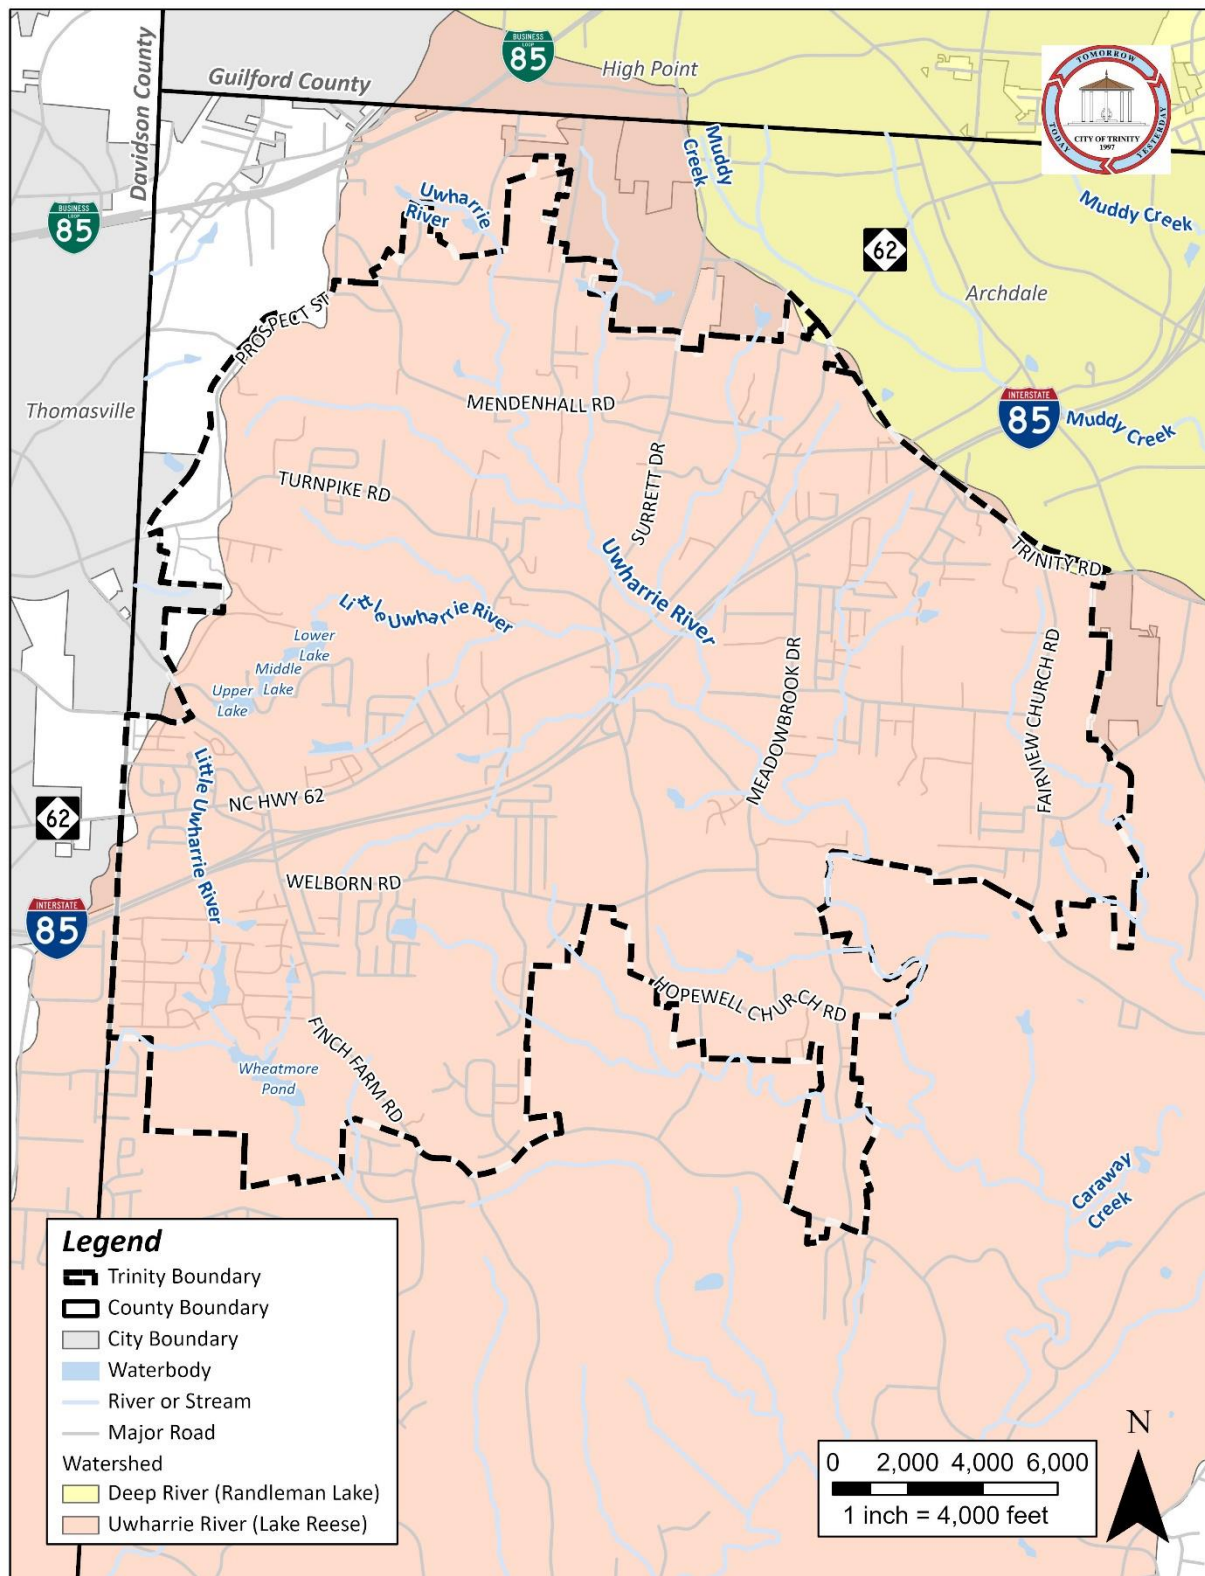 BUSINESS
LOOP
85
High Point
Guilford County
Davidson County
TOMORROW
TODAY
YESTERDAY
CITY OF TRINITY
1997
Muddy
Creek
Uwharrie
River
Muddy Creek
BUSINESS
LOOP
85
62
Archdale
PROSPECT ST
Thomasville
MENDENHALL RD
INTERSTATE
85
Muddy Creek
TURNPIKE RD
SURRETT DR
Uwharrie River
TRINITY RD
Little Uwharrie River
Lower
Lake
Middle
Lake
Upper
Lake
MEADOWBROOK DR
FAIRVIEW CHURCH RD
Little Uwharrie River
NC HWY 62
62
WELBORN RD
INTERSTATE
85
HOPEWELL CHURCH RD
FINCH FARM RD
Wheatmore
Pond
Caraway
Creek
Legend
Trinity Boundary
County Boundary
City Boundary
Waterbody
River or Stream
Major Road
Watershed
Deep River (Randleman Lake)
Uwharrie River (Lake Reese)
N
0 2,000 4,000 6,000
1 inch = 4,000 feet